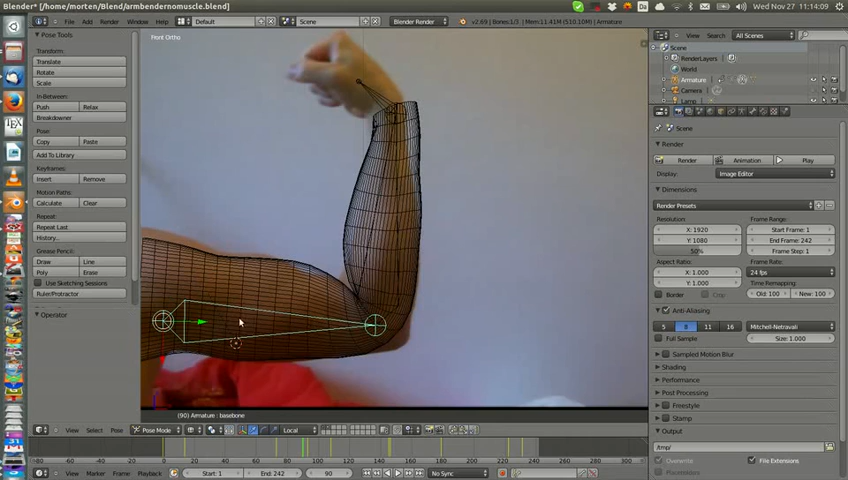 Blender* [/home/morten/Blend/armbendernomuscle.blend]
Da
Wed Nov 27 11:14:09
File Add Render Window Help
Default
Scene
Blender Render
v2.69 | Bones:1/3 | Mem:11.41M (510.10M) | Armature
Pose Tools
Transform:
Translate
Rotate
Scale
In-Between:
Push Relax
Breakdowner
Pose:
Copy Paste
Add To Library
Keyframes:
Insert Remove
Motion Paths:
Calculate Clear
Repeat:
Repeat Last
History...
Grease Pencil:
Draw Line
Poly Erase
Use Sketching Sessions
Ruler/Protractor
Operator
Front Ortho
(90) Armature : basebone
View Select Pose
Pose Mode
Local
View Search All Scenes
Scene
RenderLayers
World
Armature
Camera
Lamp
Scene
Render
Render Animation Play
Display: Image Editor
Dimensions
Render Presets
Resolution: Frame Range:
X: 1920 Start Frame: 1
Y: 1080 End Frame: 242
50% Frame Step: 1
Aspect Ratio: Frame Rate:
X: 1.000 24 fps
Y: 1.000 Time Remapping:
Border Crop Old: 100 New: 100
Anti-Aliasing
5 8 11 16 Mitchell-Netravali
Full Sample Size: 1.000
Sampled Motion Blur
Shading
Performance
Post Processing
Freestyle
Stamp
Output
/tmp/
Overwrite File Extensions
-80 -60 -40 -20 0 20 40 60 80 100 120 140 160 180 200 220 240 260 280 300
View Marker Frame Playback
Start: 1 End: 242 90
No Sync